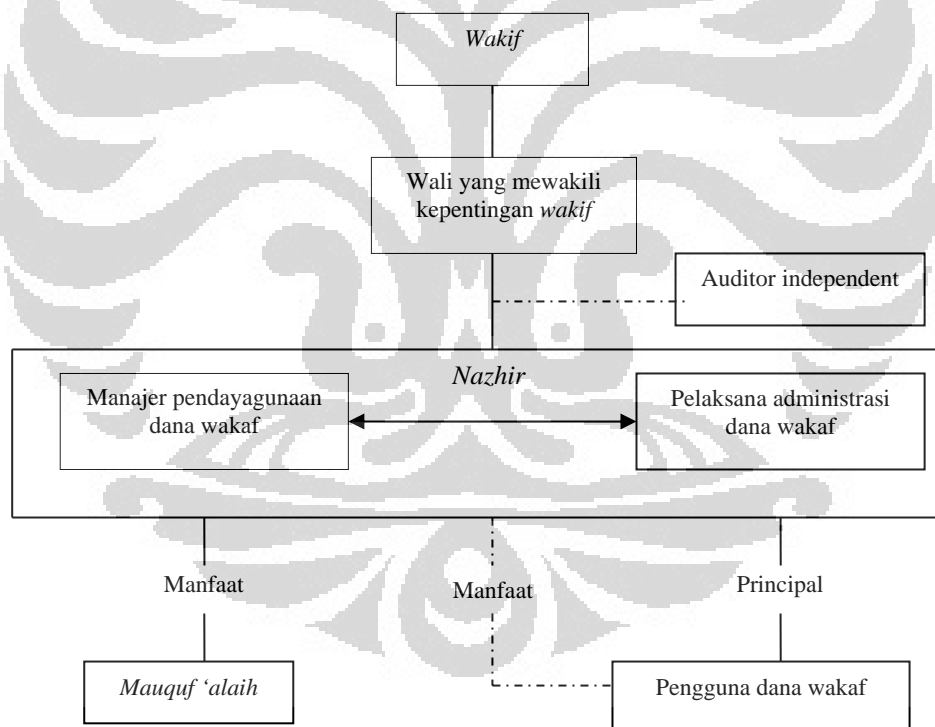 Wakif
Wali yang mewakili
kepentingan wakif
Auditor independent
Nazhir
Manajer pendayagunaan
dana wakaf
Pelaksana administrasi
dana wakaf
Manfaat
Manfaat
Principal
Mauquf ‘alaih
Pengguna dana wakaf